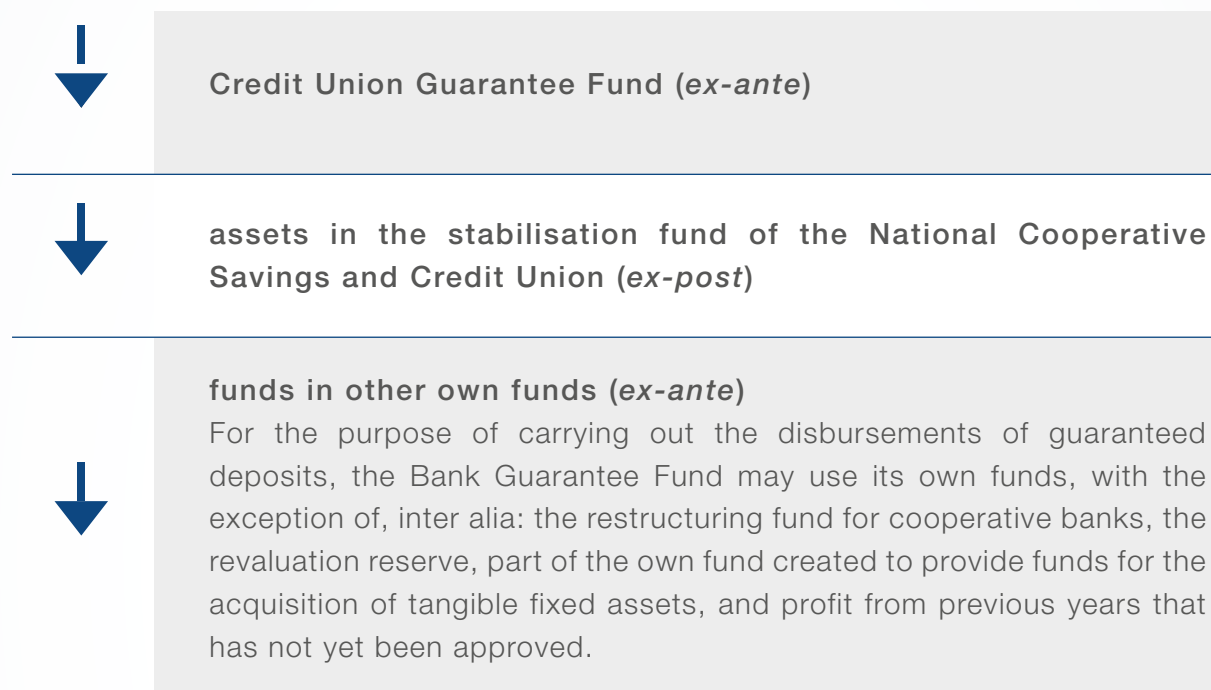 Credit Union Guarantee Fund (ex-ante)
assets in the stabilisation fund of the National Cooperative
Savings and Credit Union (ex-post)
funds in other own funds (ex-ante)
For the purpose of carrying out the disbursements of guaranteed
deposits, the Bank Guarantee Fund may use its own funds, with the
exception of, inter alia: the restructuring fund for cooperative banks, the
revaluation reserve, part of the own fund created to provide funds for the
acquisition of tangible fixed assets, and profit from previous years that
has not yet been approved.